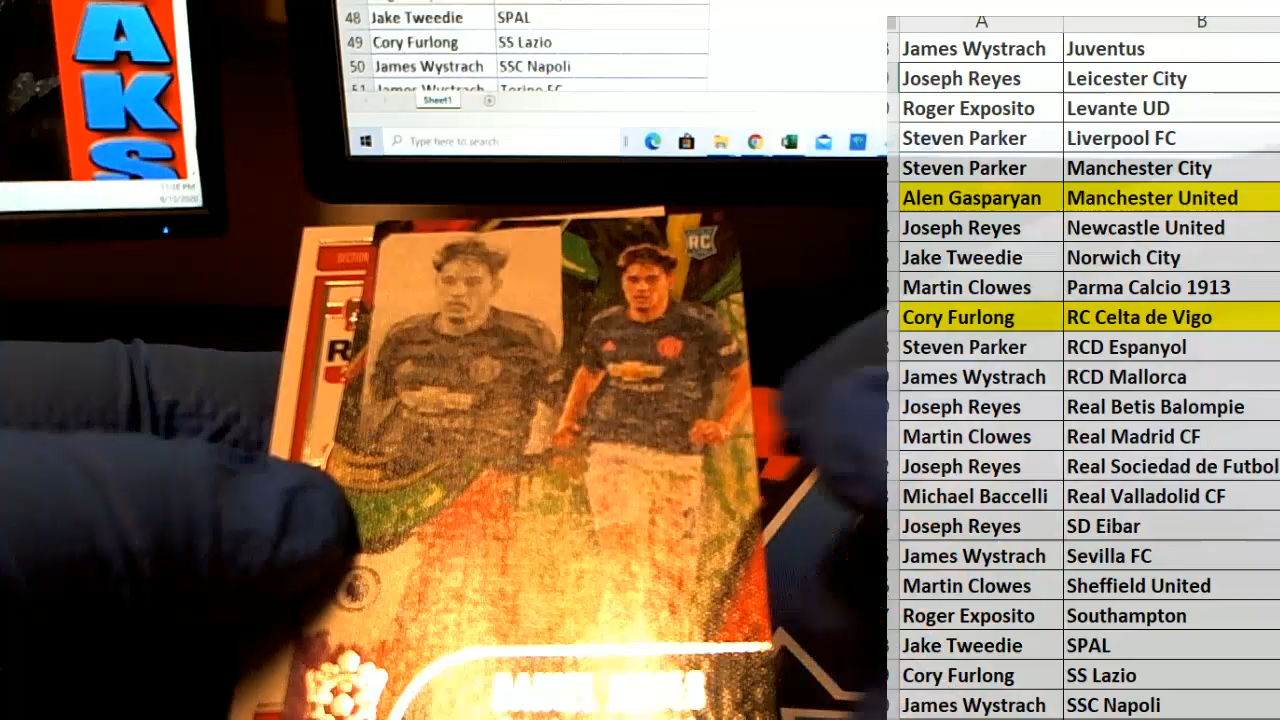 AKS
11:16 PM
48 Jake Tweedie SPAL
49 Cory Furlong SS Lazio
50 James Wystrach SSC Napoli
51 James Wystrach Torino FC
Sheet1
Type here to search
SECTION
R
RC
A B
James Wystrach Juventus
Joseph Reyes Leicester City
Roger Exposito Levante UD
Steven Parker Liverpool FC
Steven Parker Manchester City
Alen Gasparyan Manchester United
Joseph Reyes Newcastle United
Jake Tweedie Norwich City
Martin Clowes Parma Calcio 1913
Cory Furlong RC Celta de Vigo
Steven Parker RCD Espanyol
James Wystrach RCD Mallorca
Joseph Reyes Real Betis Balompie
Martin Clowes Real Madrid CF
Joseph Reyes Real Sociedad de Futbol
Michael Baccelli Real Valladolid CF
Joseph Reyes SD Eibar
James Wystrach Sevilla FC
Martin Clowes Sheffield United
Roger Exposito Southampton
Jake Tweedie SPAL
Cory Furlong SS Lazio
James Wystrach SSC Napoli